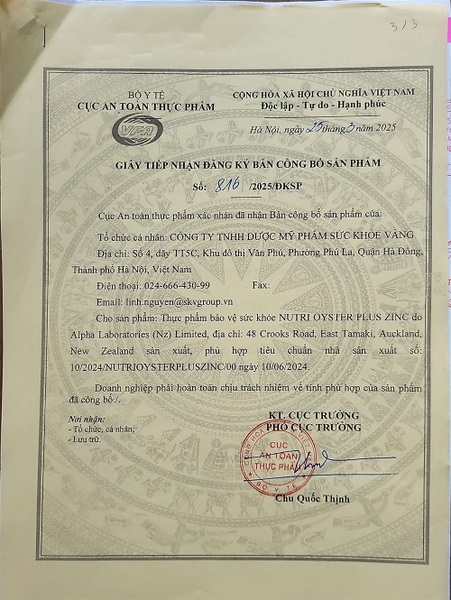 3/3
BỘ Y TẾ
CỤC AN TOÀN THỰC PHẨM
CỘNG HÒA XÃ HỘI CHỦ NGHĨA VIỆT NAM
Độc lập - Tự do - Hạnh phúc
VFA
Hà Nội, ngày 25 tháng 3 năm 2025
GIẤY TIẾP NHẬN ĐĂNG KÝ BẢN CÔNG BỐ SẢN PHẨM
Số: 816 /2025/ĐKSP
Cục An toàn thực phẩm xác nhận đã nhận Bản công bố sản phẩm của:
Tổ chức cá nhân: CÔNG TY TNHH DƯỢC MỸ PHẨM SỨC KHỎE VÀNG
Địa chỉ: Số 4, dãy TT5C, Khu đô thị Văn Phú, Phường Phú La, Quận Hà Đông,
Thành phố Hà Nội, Việt Nam
Điện thoại: 024-666-430-99 Fax:
Email: linh.nguyen@skvgroup.vn
Cho sản phẩm: Thực phẩm bảo vệ sức khỏe NUTRI OYSTER PLUS ZINC do
Alpha Laboratories (Nz) Limited, địa chỉ: 48 Crooks Road, East Tamaki, Auckland,
New Zealand sản xuất, phù hợp tiêu chuẩn nhà sản xuất số:
10/2024/NUTRIOYSTERPLUSZINC/00 ngày 10/06/2024.
Doanh nghiệp phải hoàn toàn chịu trách nhiệm về tính phù hợp của sản phẩm
đã công bố:/.
Nơi nhận:
- Tổ chức, cá nhân;
- Lưu trữ.
KT. CỤC TRƯỞNG
PHÓ CỤC TRƯỞNG
CỤC
AN TOÀN
THỰC PHẨM
BỘ Y TẾ
Chu Quốc Thịnh